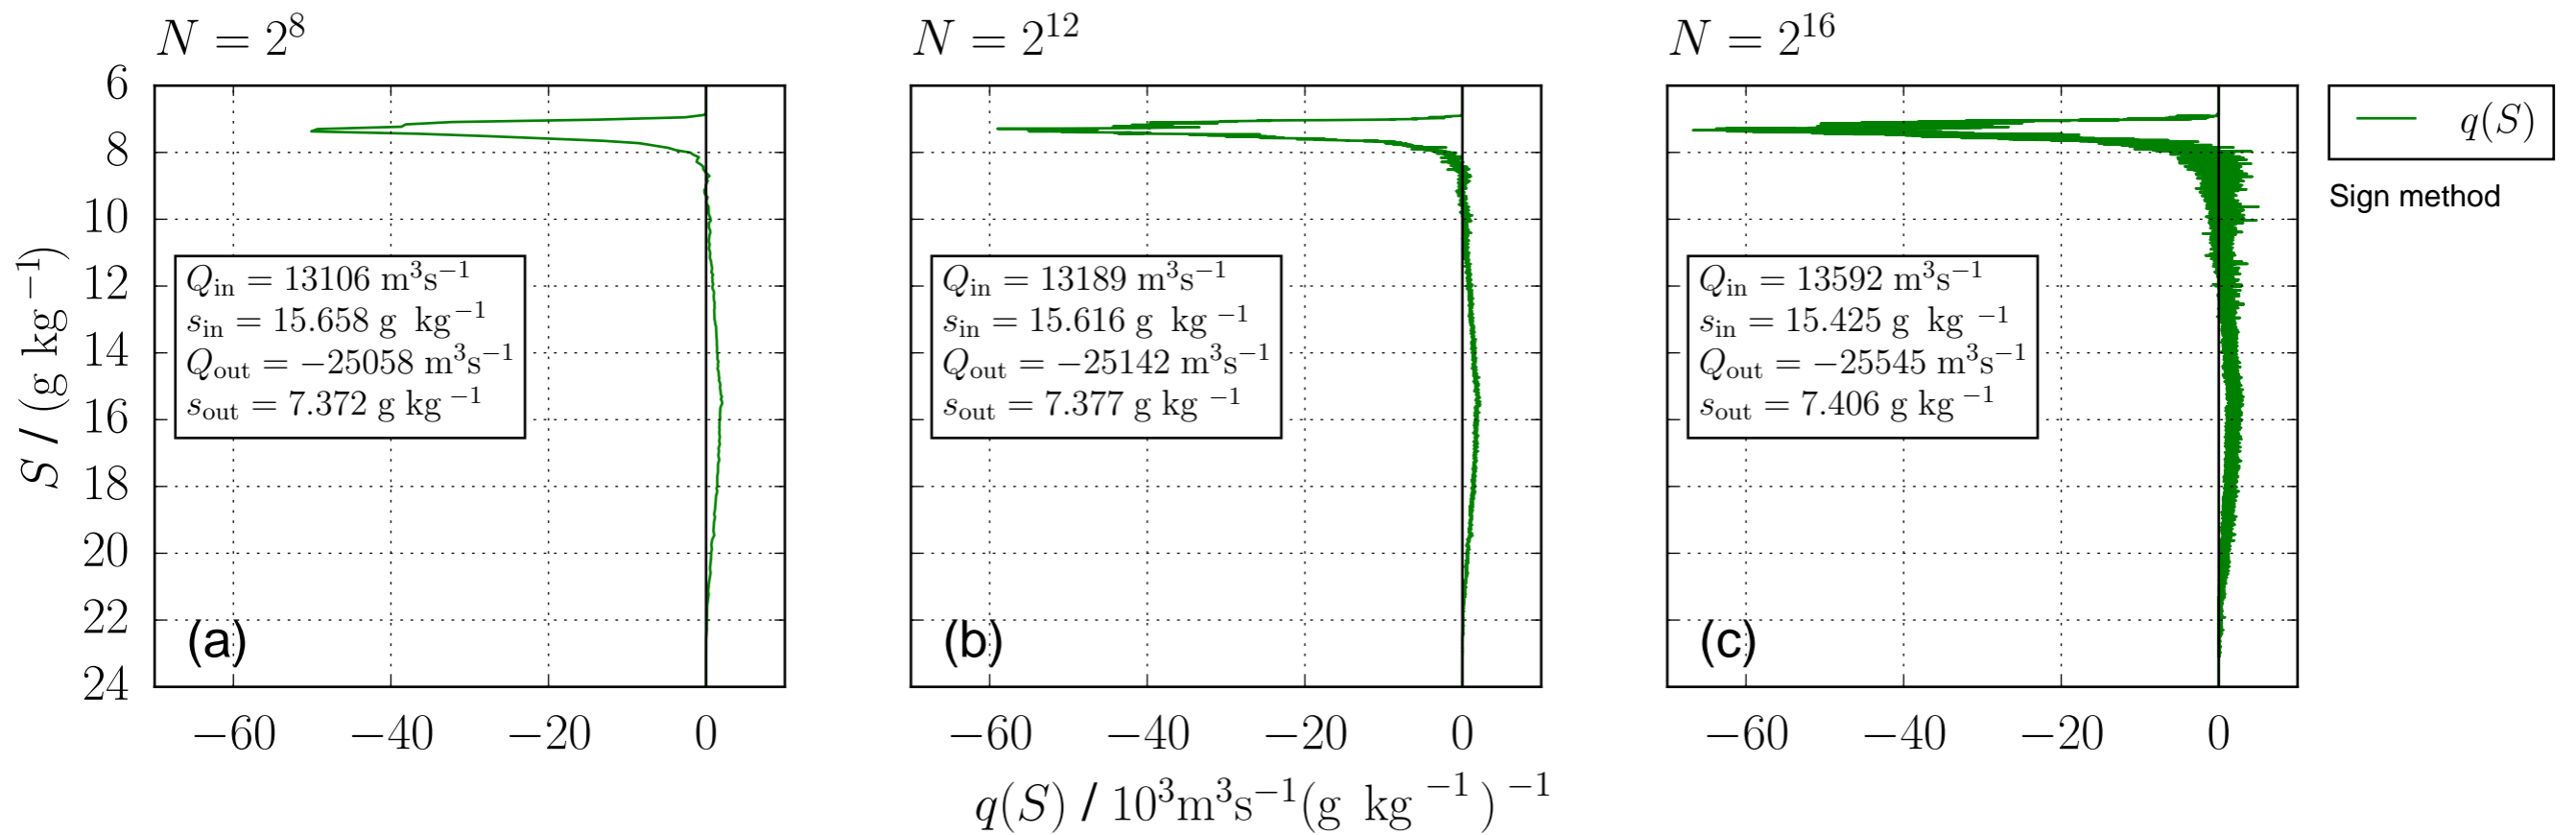 N = 2^8
N = 2^12
N = 2^16
6
8
10
12
14
16
18
20
22
24
S / (g kg^−1)
Q_in = 13106 m^3s^−1
s_in = 15.658 g kg^−1
Q_out = −25058 m^3s^−1
s_out = 7.372 g kg^−1
(a)
Q_in = 13189 m^3s^−1
s_in = 15.616 g kg^−1
Q_out = −25142 m^3s^−1
s_out = 7.377 g kg^−1
(b)
Q_in = 13592 m^3s^−1
s_in = 15.425 g kg^−1
Q_out = −25545 m^3s^−1
s_out = 7.406 g kg^−1
(c)
q(S)
Sign method
−60 −40 −20 0
−60 −40 −20 0
−60 −40 −20 0
q(S) / 10^3m^3s^−1(g kg^−1)^−1